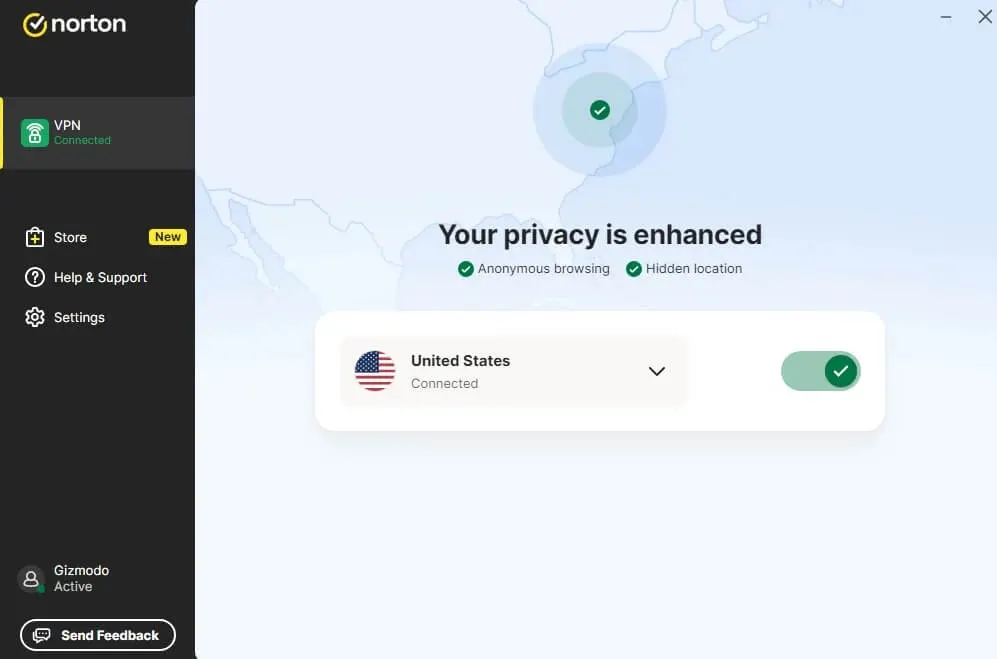 norton
VPN
Connected
Store New
Help & Support
Settings
Gizmodo
Active
Send Feedback
Your privacy is enhanced
Anonymous browsing Hidden location
United States
Connected